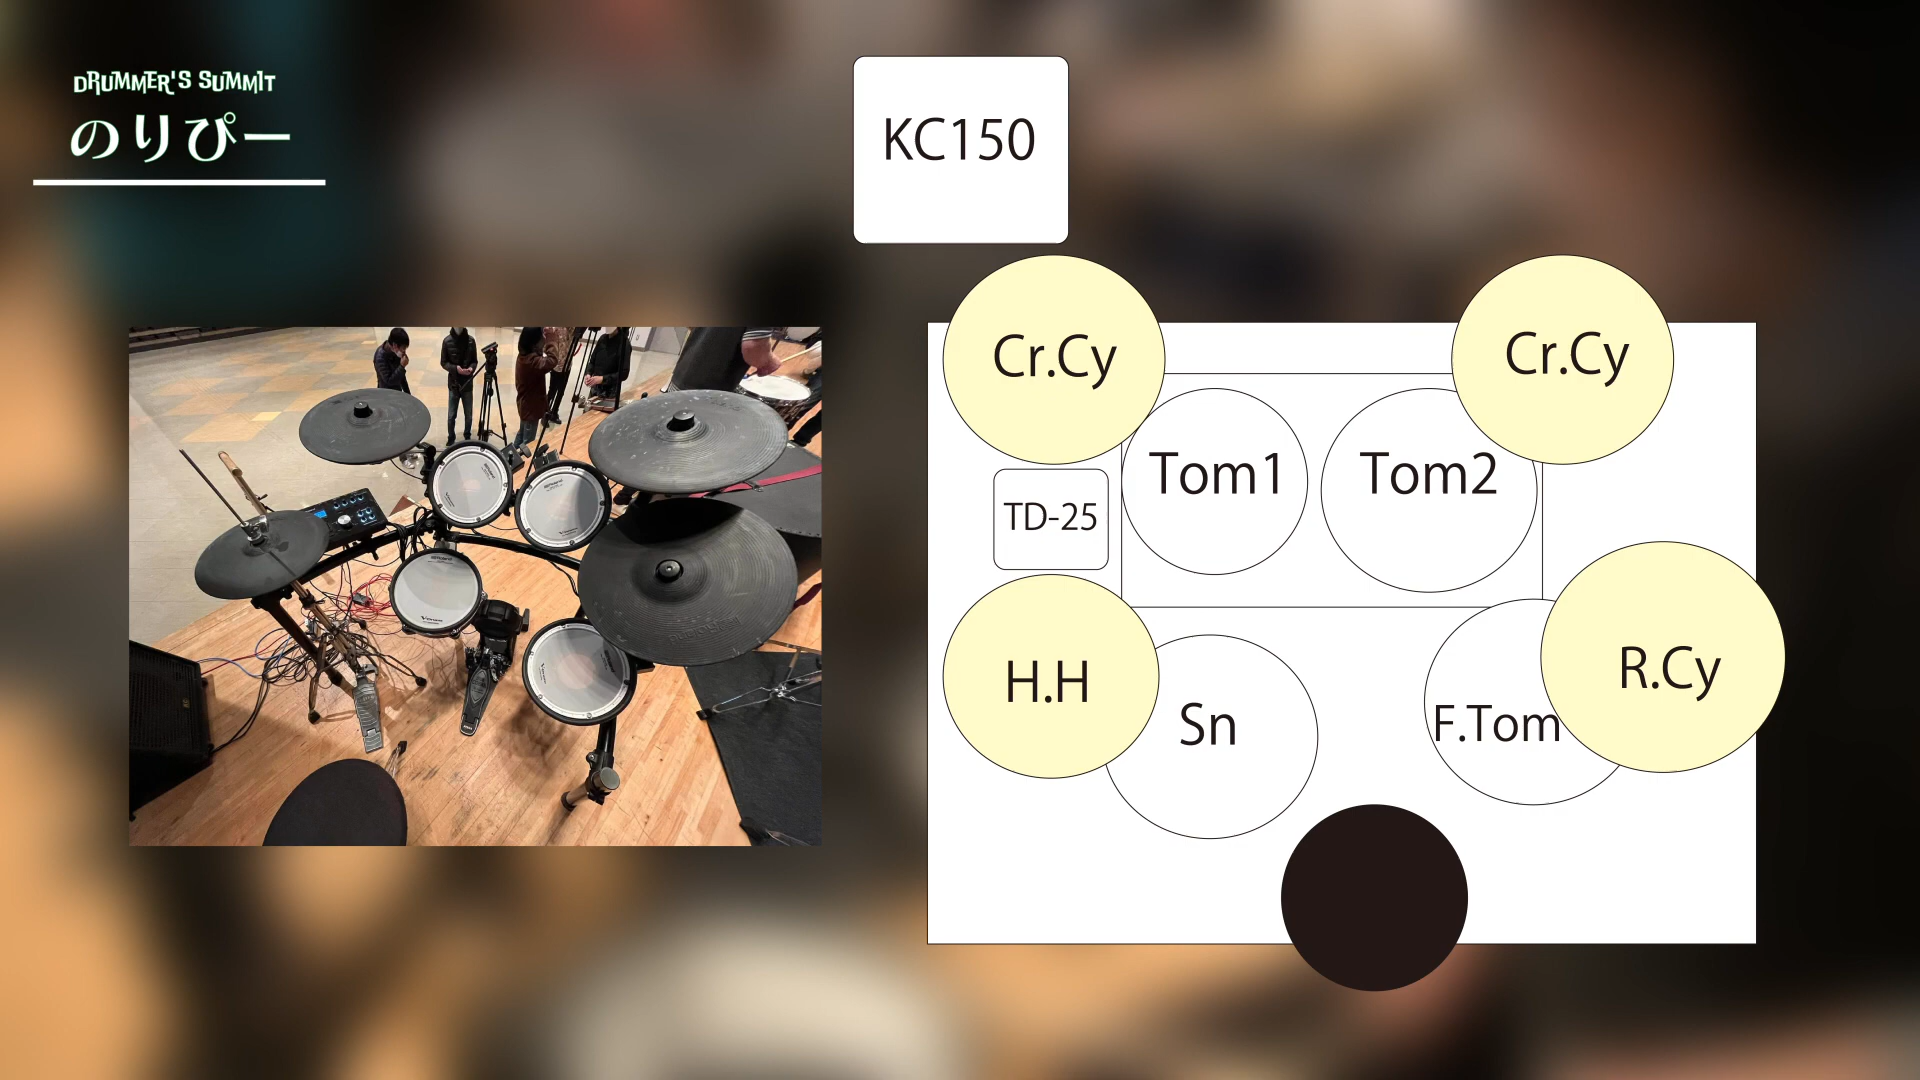 DRUMMER'S SUMMIT
のりぴー
KC150
Cr.Cy
Cr.Cy
Tom1
Tom2
TD-25
H.H
R.Cy
Sn
F.Tom